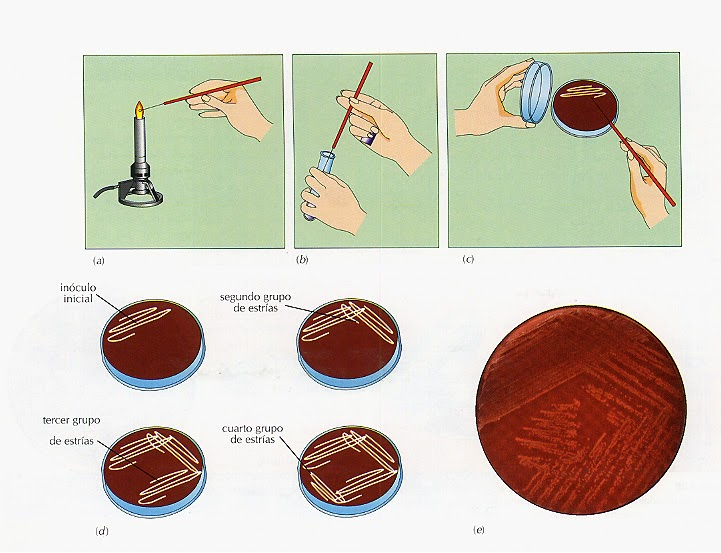 (a)
(b)
(c)
inóculo
inicial
segundo grupo
de estrías
tercer grupo
de estrías
cuarto grupo
de estrías
(d)
(e)